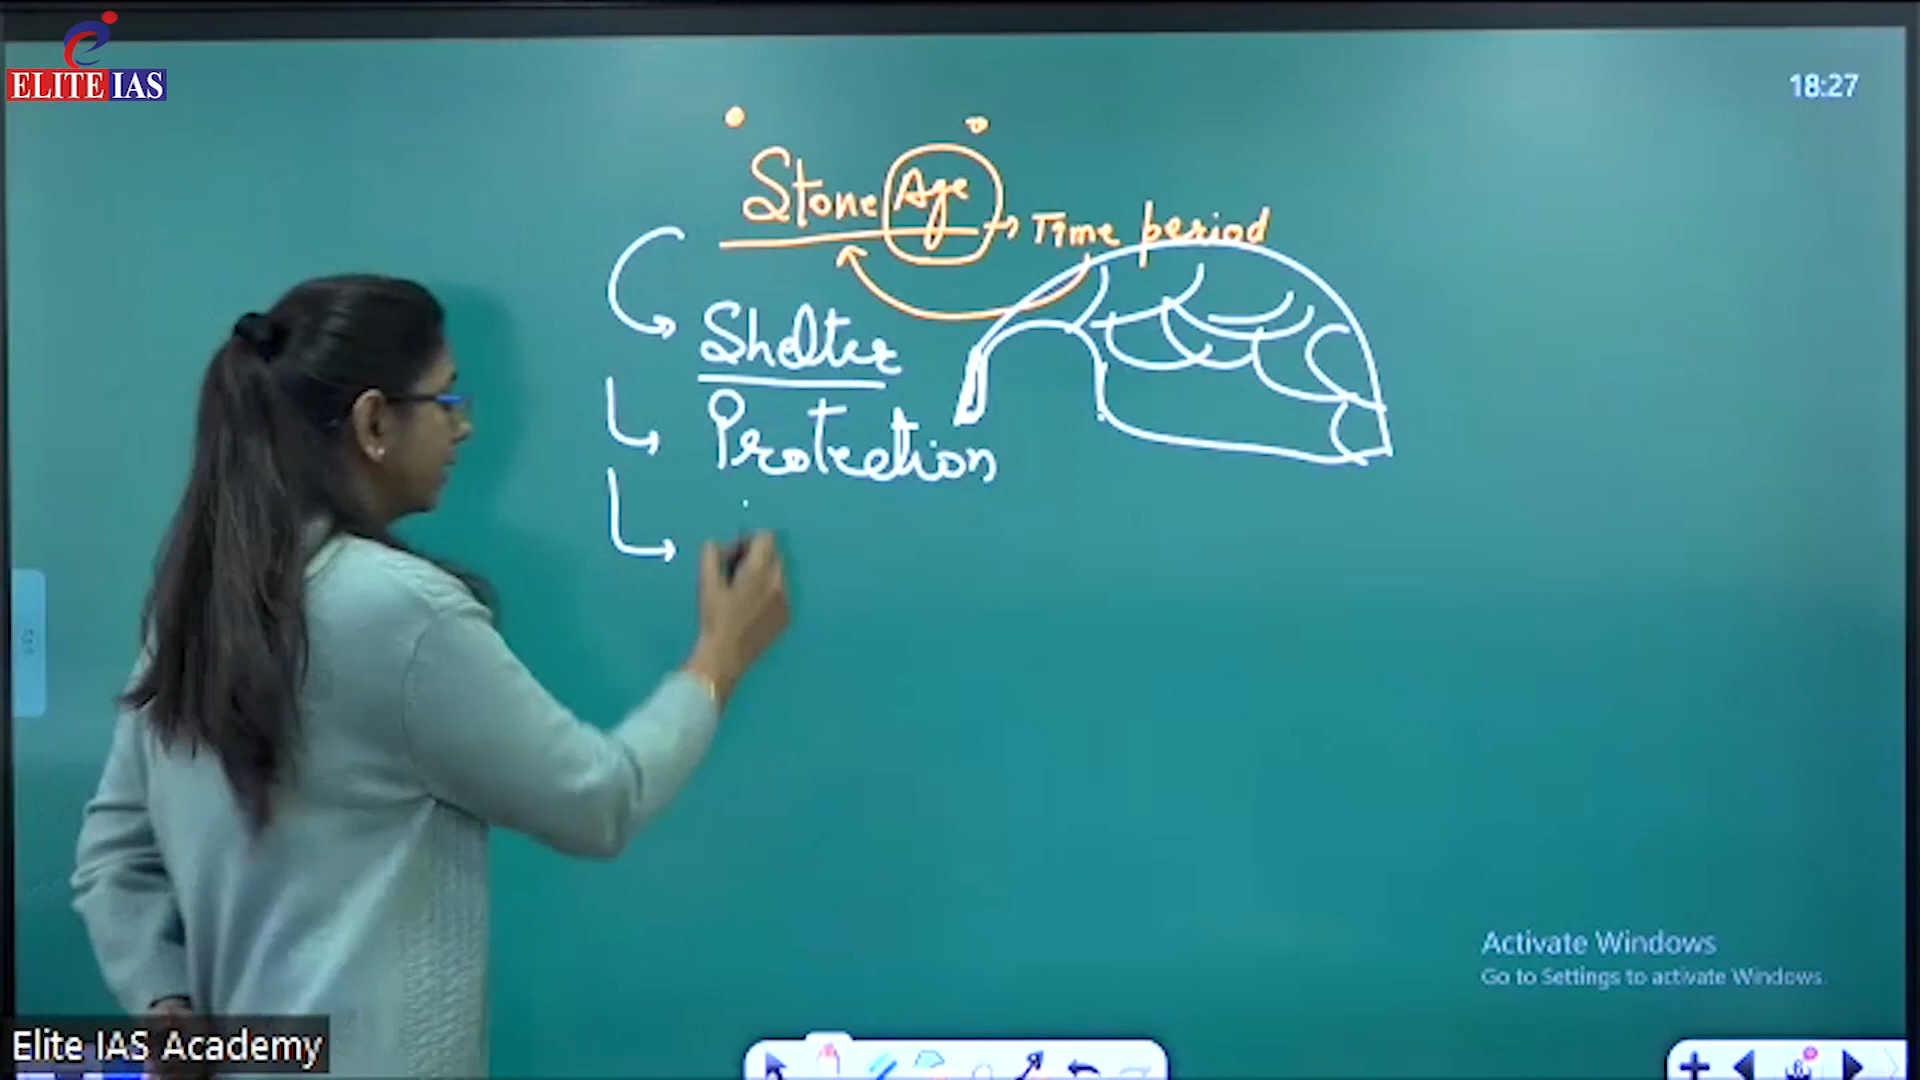 ELITE IAS
18:27
Stone Age → Time period
Shelter
Protection
Activate Windows
Go to Settings to activate Windows.
Elite IAS Academy